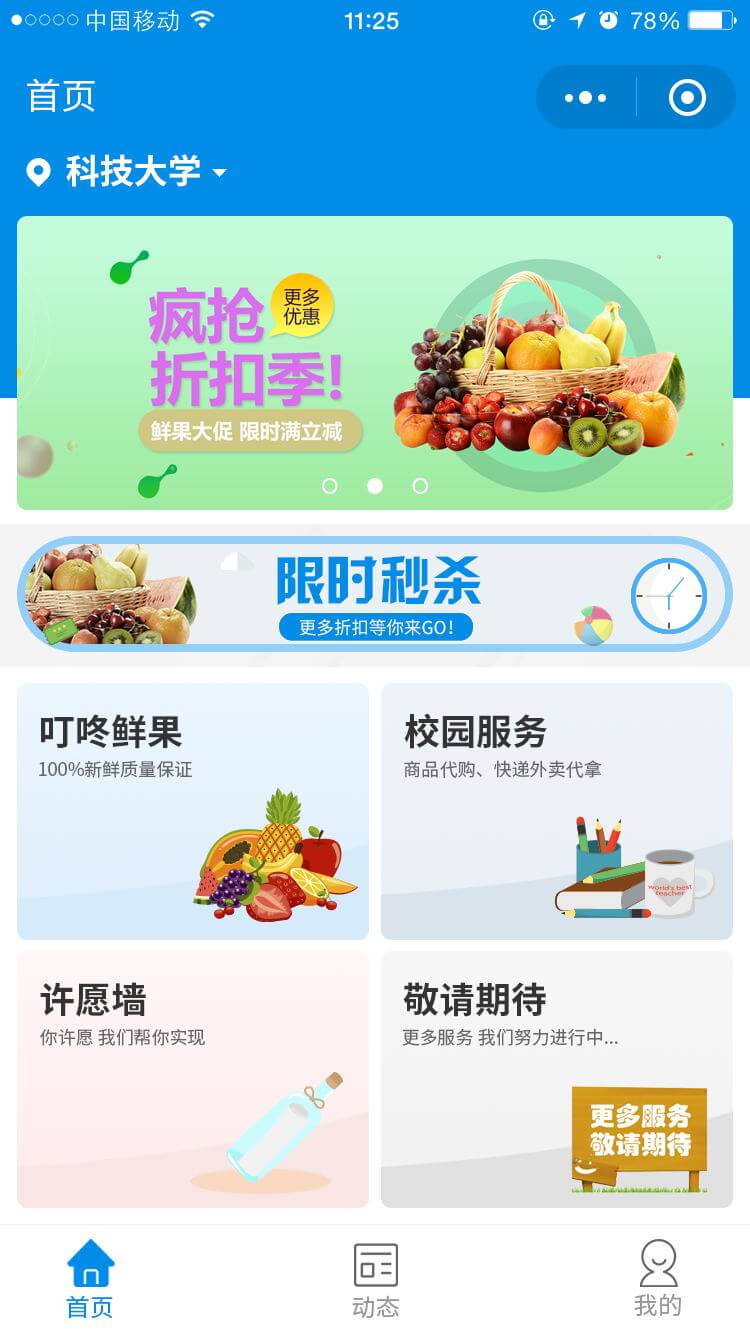 中国移动 11:25 78%
首页
科技大学
疯抢
更多
优惠
折扣季!
鲜果大促 限时满立减
限时秒杀
更多折扣等你来GO!
叮咚鲜果
100%新鲜质量保证
校园服务
商品代购、快递外卖代拿
world's best
teacher
许愿墙
你许愿 我们帮你实现
敬请期待
更多服务 我们努力进行中...
更多服务
敬请期待
首页 动态 我的